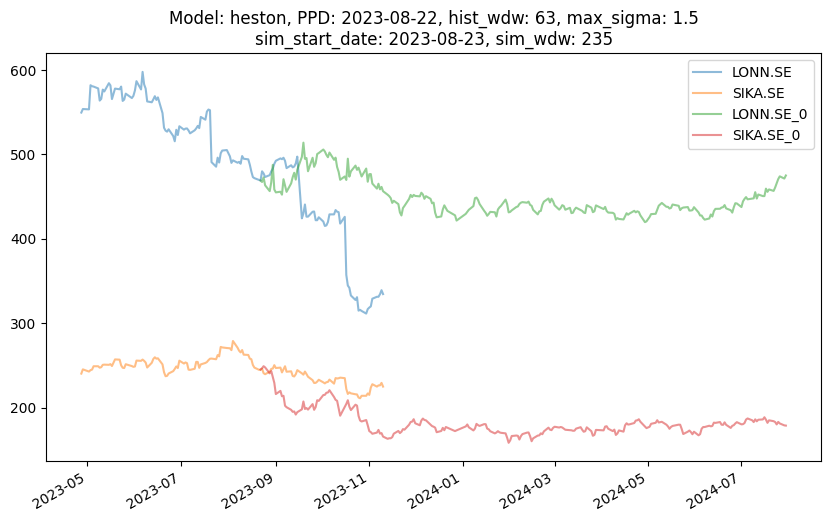 Model: heston, PPD: 2023-08-22, hist_wdw: 63, max_sigma: 1.5
sim_start_date: 2023-08-23, sim_wdw: 235
LONN.SE
SIKA.SE
LONN.SE_0
SIKA.SE_0
600
500
400
300
200
2023-05
2023-07
2023-09
2023-11
2024-01
2024-03
2024-05
2024-07